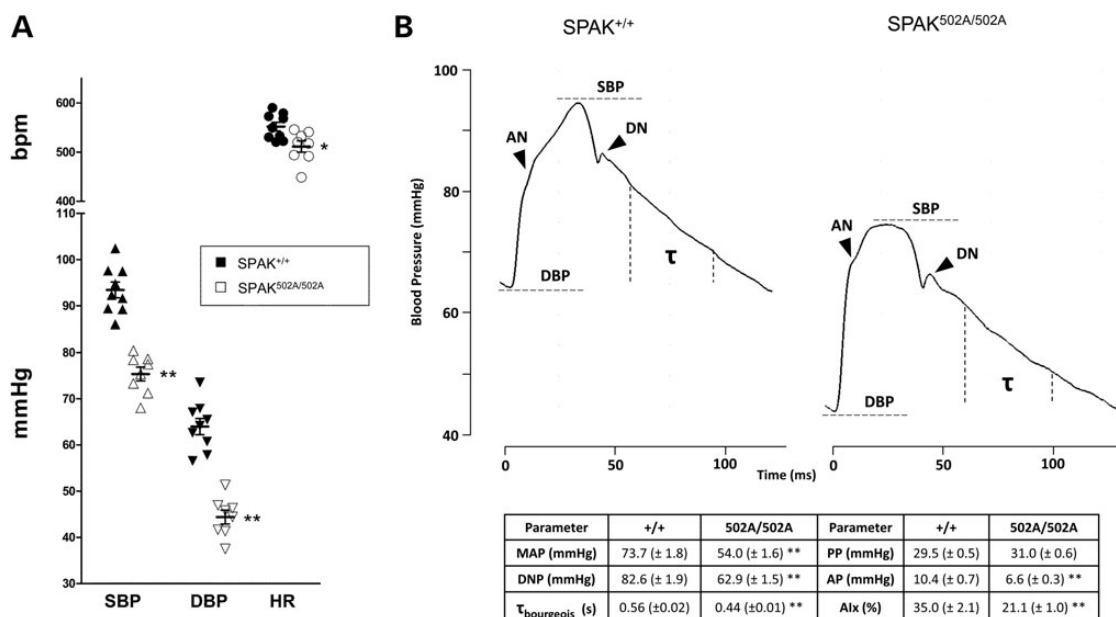 A
bpm
600
500
400
110
100
90
80
70
60
50
40
30
mmHg
*
**
**
■ SPAK+/+
□ SPAK502A/502A
SBP DBP HR
B
SPAK+/+
SPAK502A/502A
Blood Pressure (mmHg)
100
80
60
40
SBP
AN
DN
DBP
τ
0 50 100
Time (ms)
SBP
AN
DN
DBP
τ
0 50 100
Parameter +/+ 502A/502A Parameter +/+ 502A/502A
MAP (mmHg) 73.7 (± 1.8) 54.0 (± 1.6) ** PP (mmHg) 29.5 (± 0.5) 31.0 (± 0.6)
DNP (mmHg) 82.6 (± 1.9) 62.9 (± 1.5) ** AP (mmHg) 10.4 (± 0.7) 6.6 (± 0.3) **
τbourgeois (s) 0.56 (±0.02) 0.44 (±0.01) ** AIx (%) 35.0 (± 2.1) 21.1 (± 1.0) **